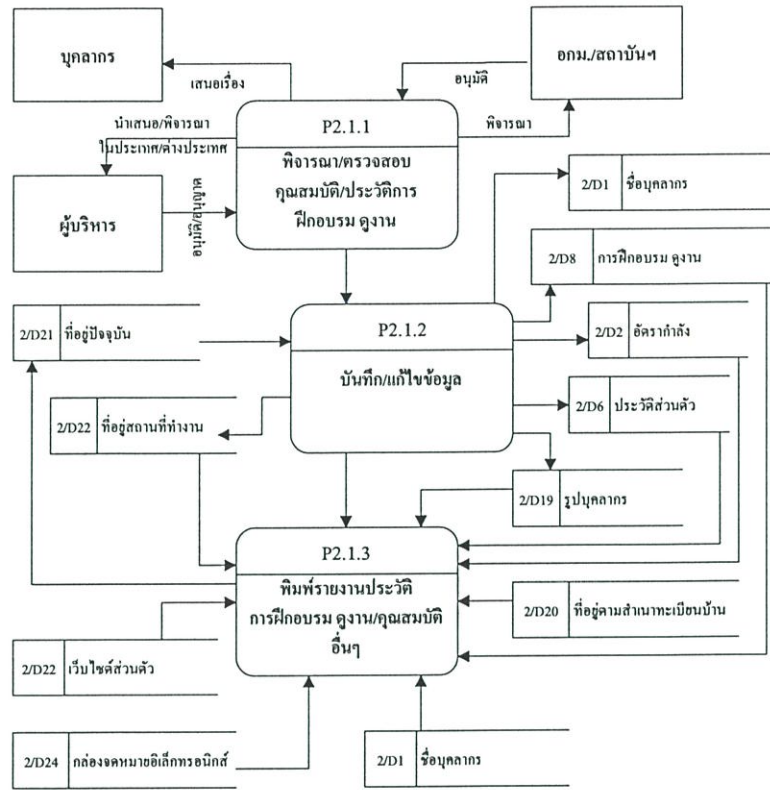 บุคลากร
อกม./สถาบันฯ
เสนอเรื่อง
อนุมัติ
นำเสนอ/พิจารณา
ในประเทศ/ต่างประเทศ
P2.1.1
พิจารณา
พิจารณา/ตรวจสอบ
คุณสมบัติ/ประวัติการ
ฝึกอบรม ดูงาน
ผู้บริหาร
อนุมัติ/อนุญาต
2/D1 ชื่อบุคลากร
2/D8 การฝึกอบรม ดูงาน
2/D21 ที่อยู่ปัจจุบัน
P2.1.2
บันทึก/แก้ไขข้อมูล
2/D2 อัตรากำลัง
2/D22 ที่อยู่สถานที่ทำงาน
2/D6 ประวัติส่วนตัว
2/D19 รูปบุคลากร
P2.1.3
พิมพ์รายงานประวัติ
การฝึกอบรม ดูงาน/คุณสมบัติ
อื่นๆ
2/D20 ที่อยู่ตามสำเนาทะเบียนบ้าน
2/D22 เว็บไซต์ส่วนตัว
2/D24 กล่องจดหมายอิเล็กทรอนิกส์
2/D1 ชื่อบุคลากร